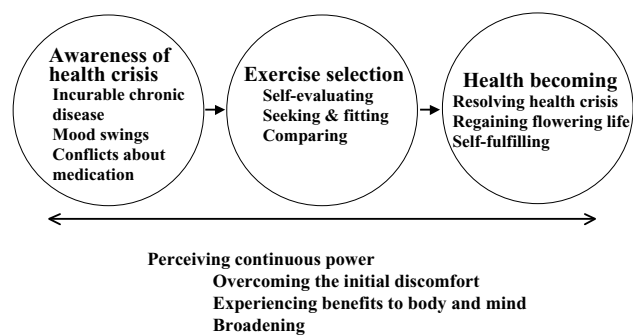 Awareness of
health crisis
Incurable chronic
disease
Mood swings
Conflicts about
medication
Exercise selection
Self-evaluating
Seeking & fitting
Comparing
Health becoming
Resolving health crisis
Regaining flowering life
Self-fulfilling
Perceiving continuous power
Overcoming the initial discomfort
Experiencing benefits to body and mind
Broadening